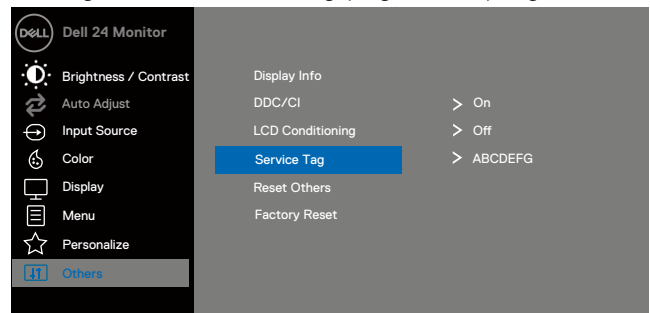 DELL Dell 24 Monitor
Brightness / Contrast
Display Info
Auto Adjust
DDC/CI > On
Input Source
LCD Conditioning > Off
Color
Service Tag > ABCDEFG
Display
Reset Others
Menu
Factory Reset
Personalize
Others